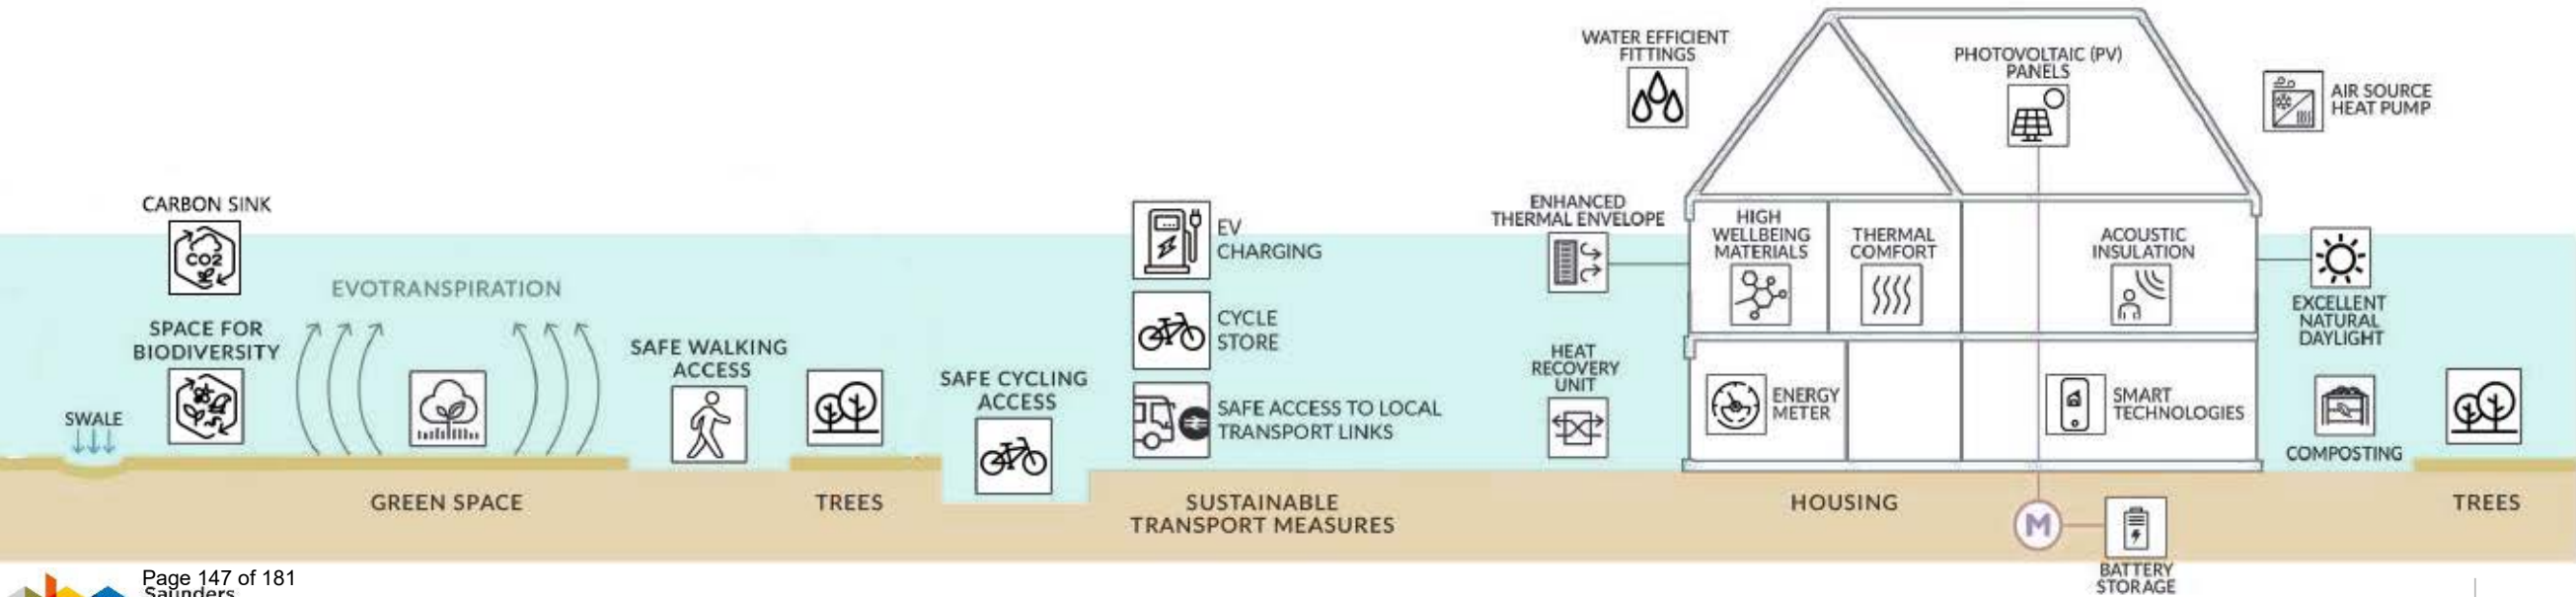 WATER EFFICIENT
FITTINGS
PHOTOVOLTAIC (PV)
PANELS
AIR SOURCE
HEAT PUMP
CARBON SINK
CO2
EVOTRANSPIRATION
SPACE FOR
BIODIVERSITY
SWALE
SAFE WALKING
ACCESS
SAFE CYCLING
ACCESS
EV
CHARGING
CYCLE
STORE
SAFE ACCESS TO LOCAL
TRANSPORT LINKS
ENHANCED
THERMAL ENVELOPE
HEAT
RECOVERY
UNIT
HIGH
WELLBEING
MATERIALS
THERMAL
COMFORT
ACOUSTIC
INSULATION
ENERGY
METER
SMART
TECHNOLOGIES
EXCELLENT
NATURAL
DAYLIGHT
COMPOSTING
GREEN SPACE
TREES
SUSTAINABLE
TRANSPORT MEASURES
HOUSING
M
TREES
BATTERY
STORAGE
Page 147 of 181
Saunders